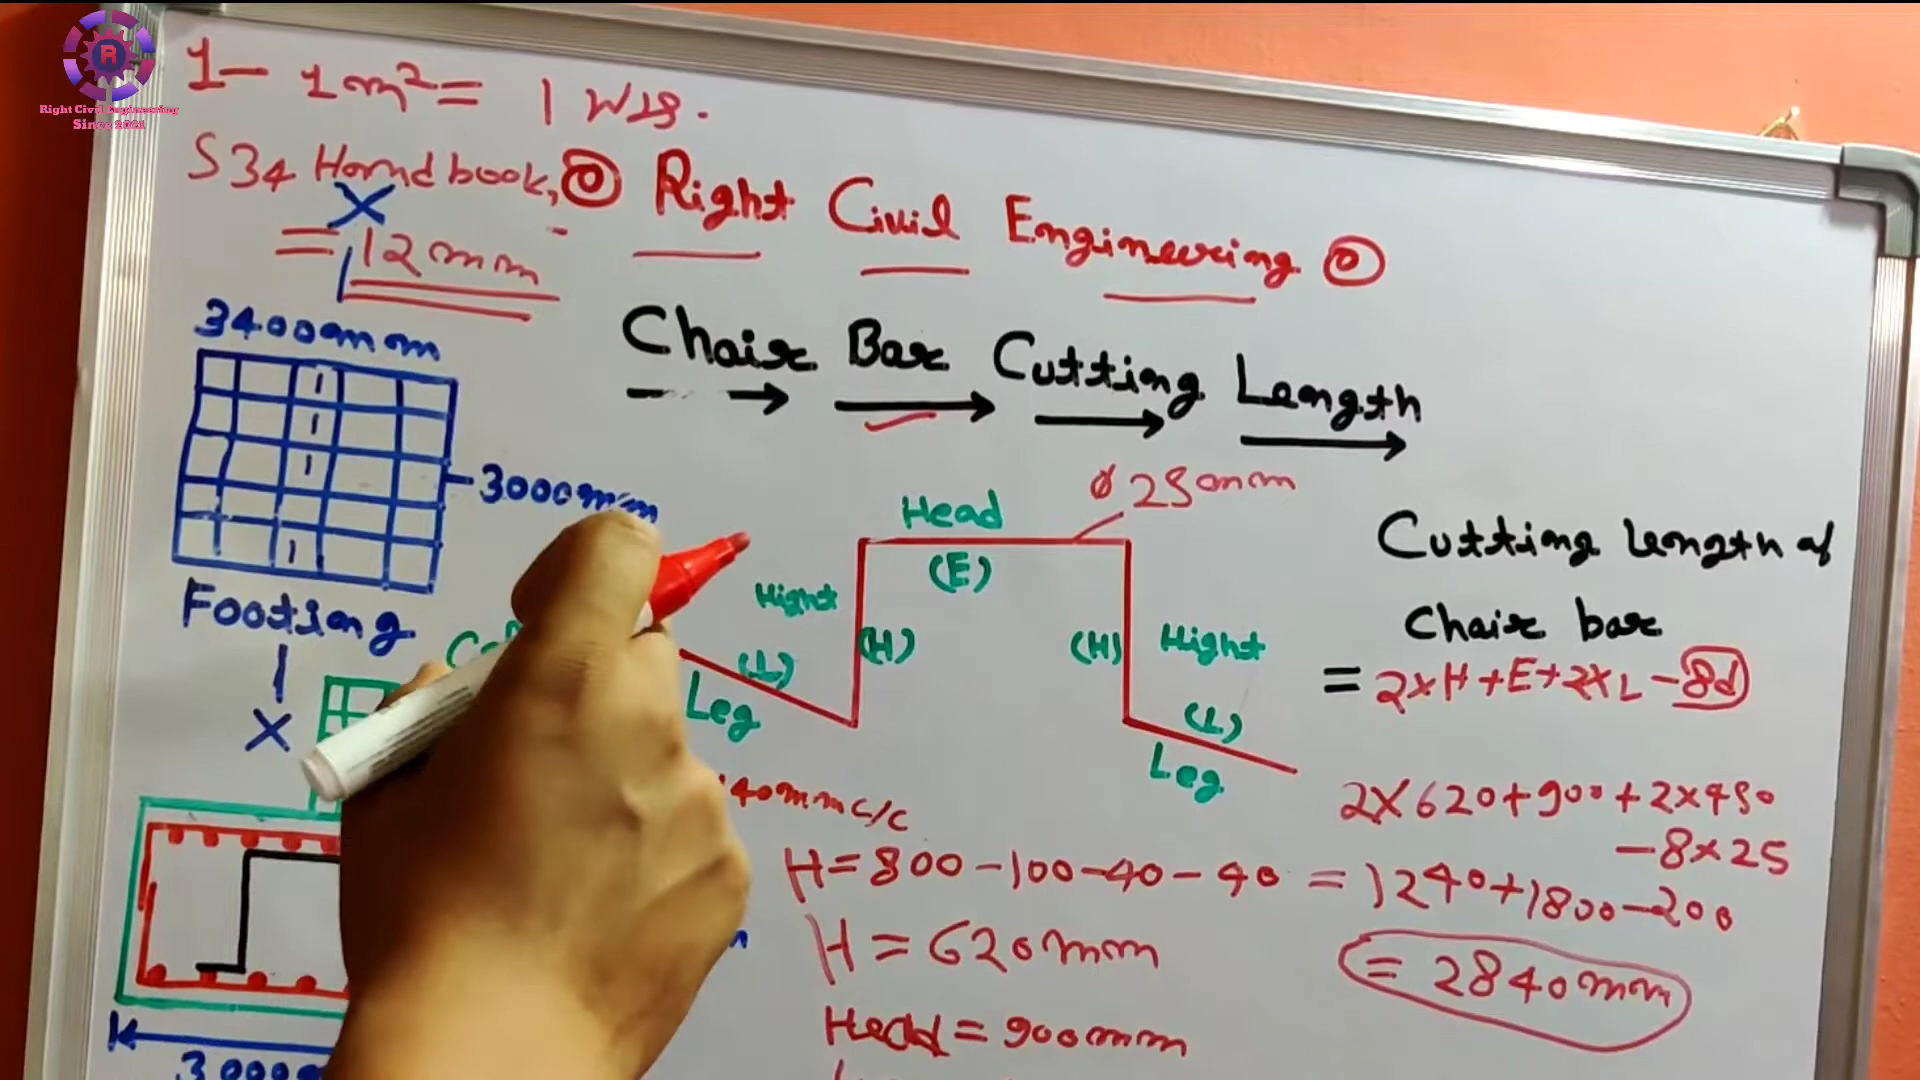 Right Civil Engineering
Since 2021
1- 1m² = 1 nos.
S34 Handbook,
X
= 12mm
Right Civil Engineering
Chair Bar Cutting Length
3400mm
3000mm
Footing
X
Head
(E)
ø 25mm
Hight
(H)
(H)
Hight
(L)
Leg
(L)
Leg
Cutting length of
Chair bar
= 2×H+E+2×L-8d
2×620+900+2×450
-8×25
= 1240+1800-200
= 2840mm
40mm c/c
H=800-100-40-40
H = 620mm
Head = 900mm